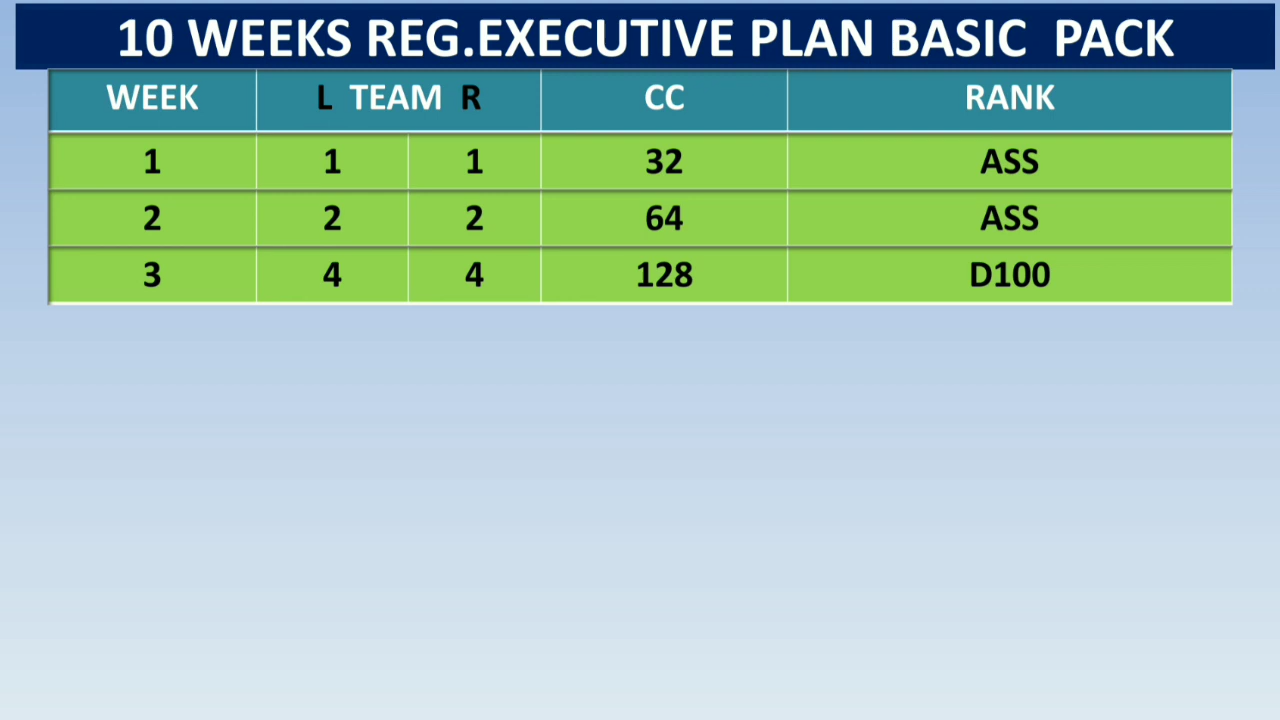 10 WEEKS REG.EXECUTIVE PLAN BASIC PACK
WEEK L TEAM R CC RANK
1 1 1 32 ASS
2 2 2 64 ASS
3 4 4 128 D100